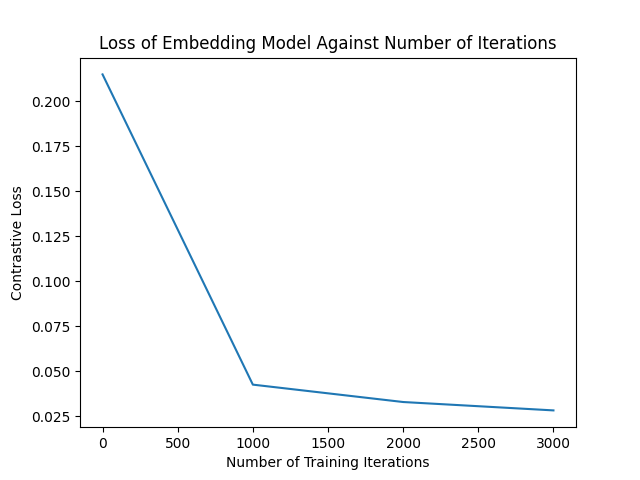 Loss of Embedding Model Against Number of Iterations
0.200
0.175
0.150
0.125
0.100
0.075
0.050
0.025
Contrastive Loss
0 500 1000 1500 2000 2500 3000
Number of Training Iterations